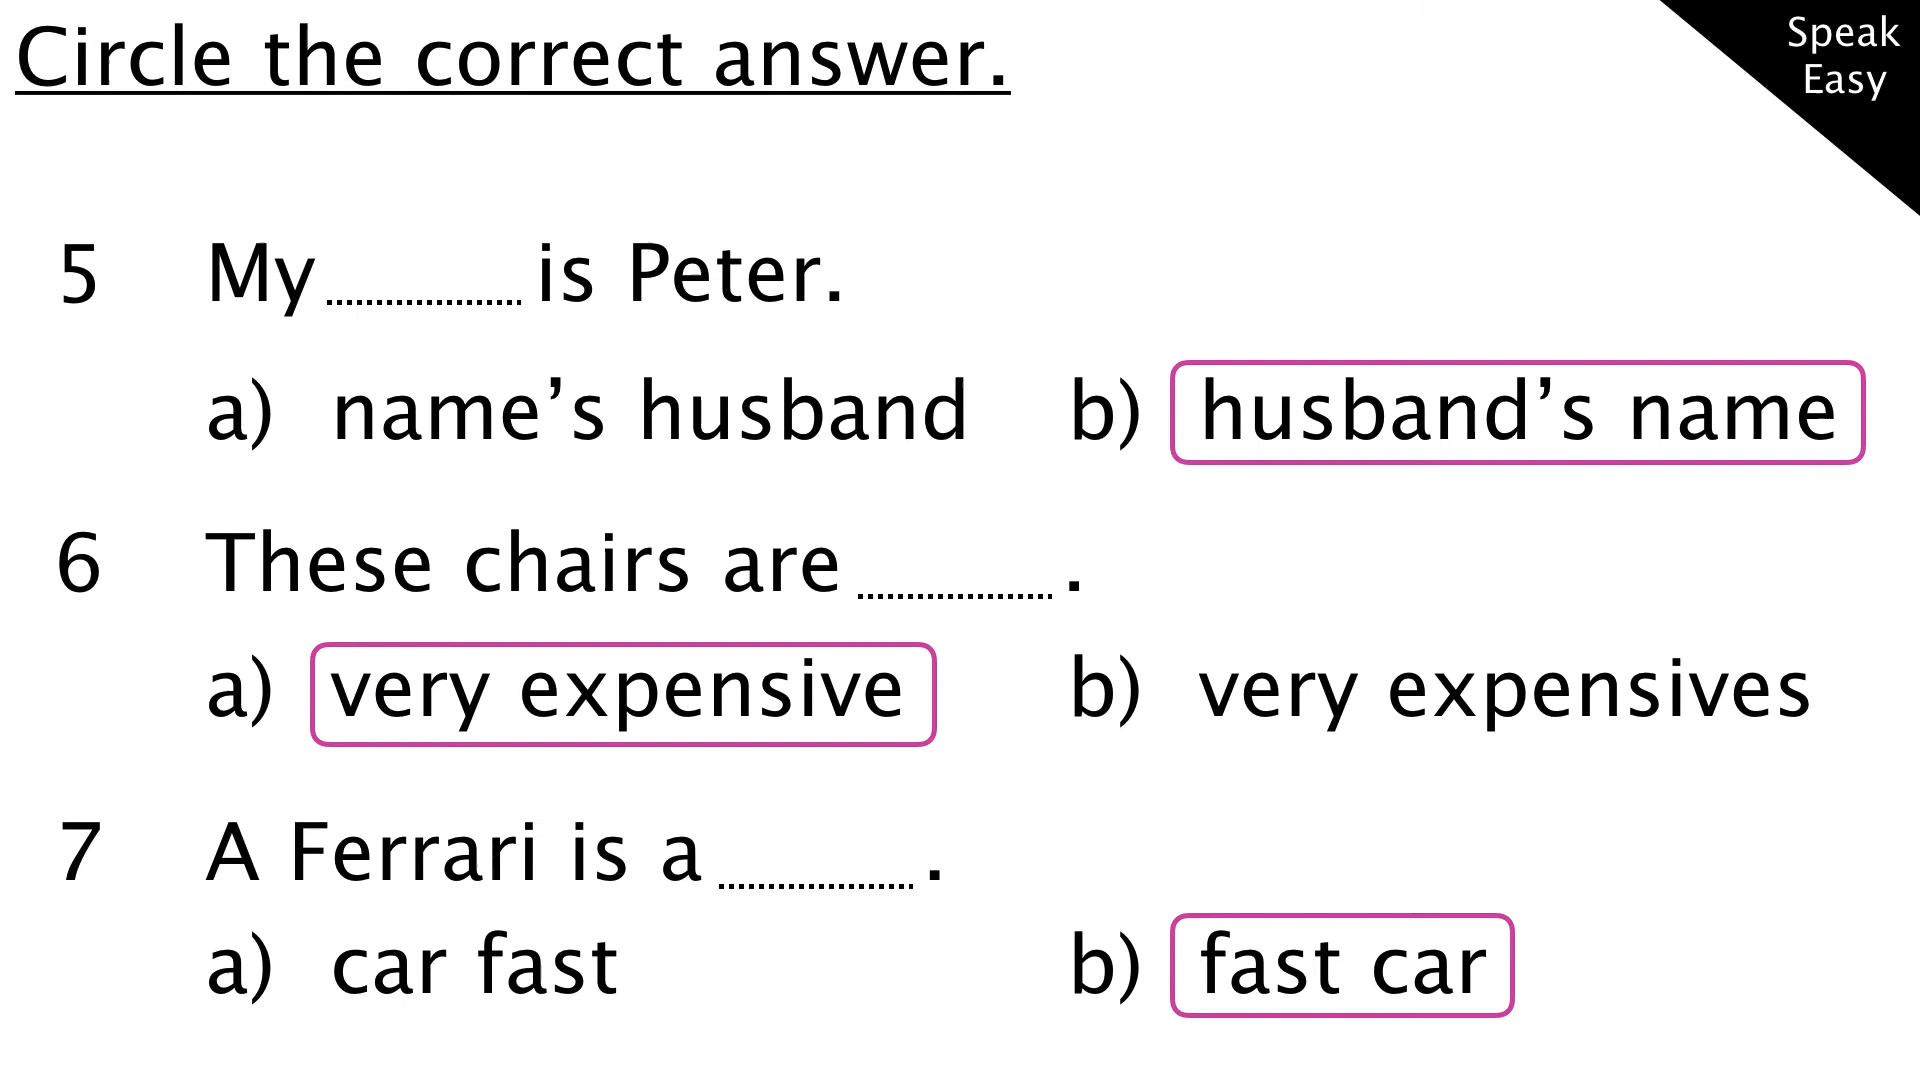 Circle the correct answer.
Speak
Easy
5 My .................... is Peter.
a) name’s husband b) husband’s name
6 These chairs are .................... .
a) very expensive b) very expensives
7 A Ferrari is a .................... .
a) car fast b) fast car